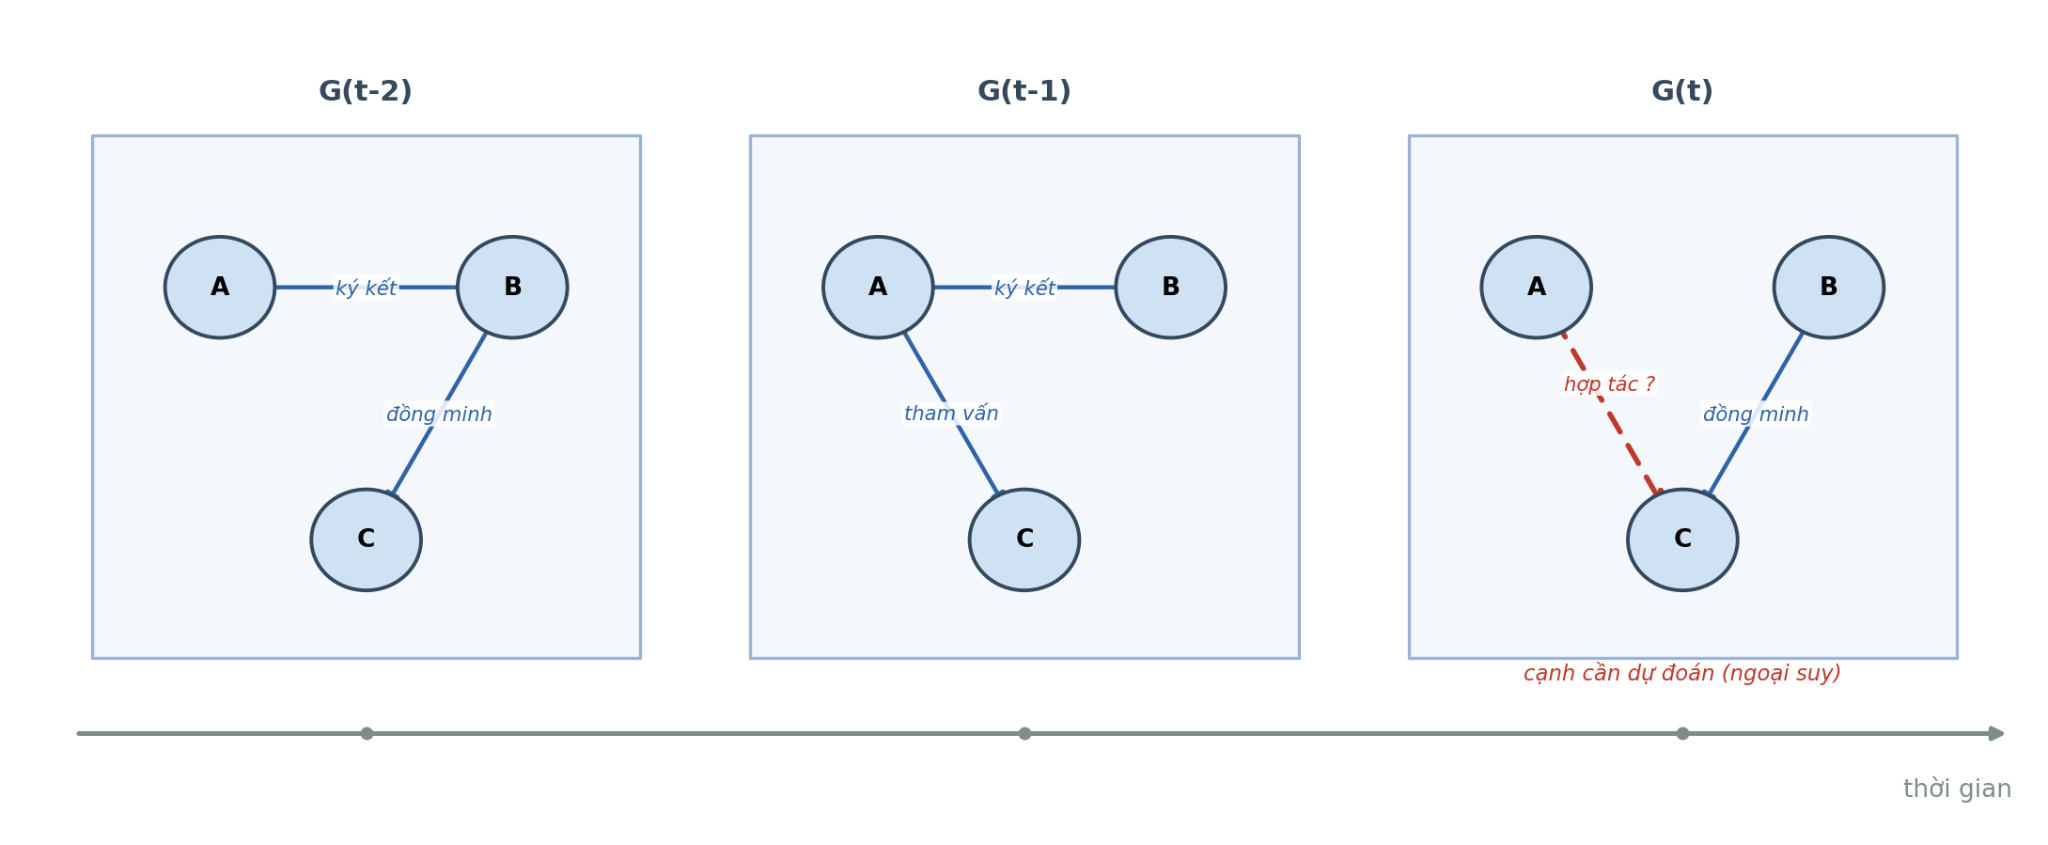 G(t-2)
A
ký kết
B
đồng minh
C
G(t-1)
A
ký kết
B
tham vấn
C
G(t)
A
B
hợp tác ?
đồng minh
C
cạnh cần dự đoán (ngoại suy)
thời gian